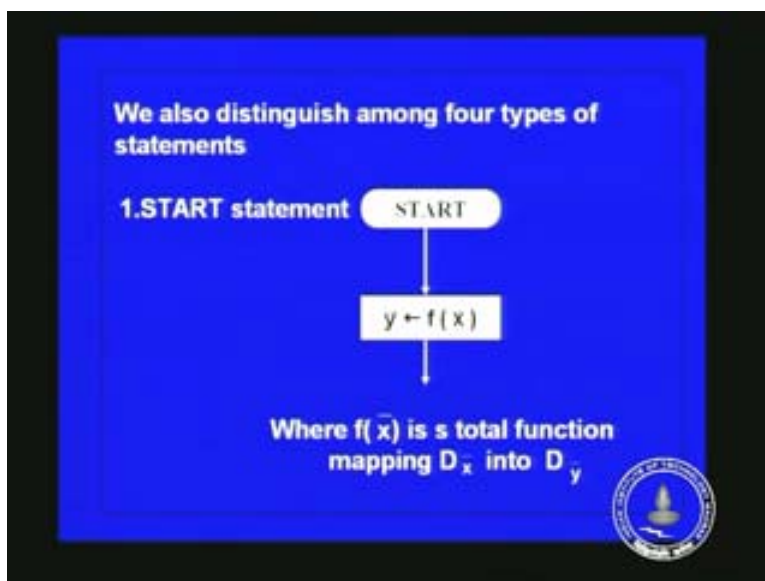 We also distinguish among four types of
statements
1.START statement
START
y ← f ( x )
Where f( x̄) is s total function
mapping D x̄ into D ȳ